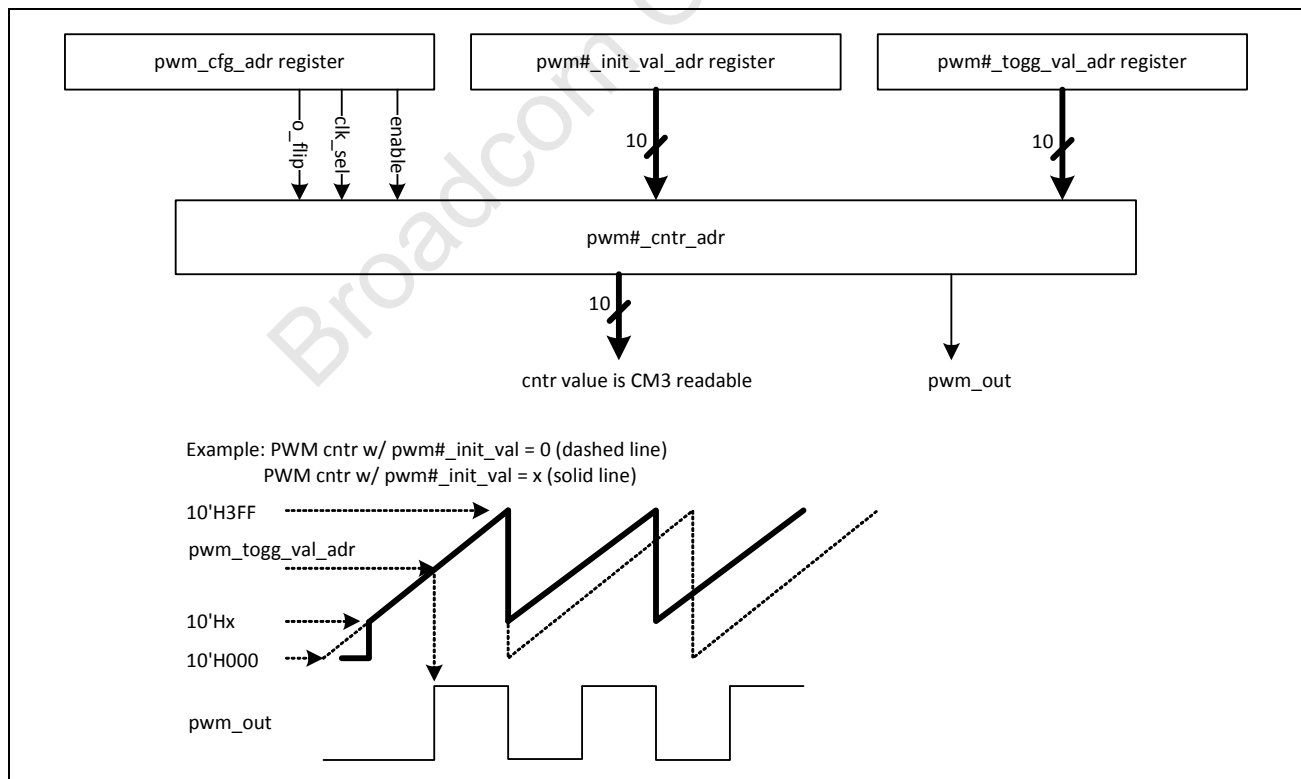 pwm_cfg_adr register
pwm#_init_val_adr register
pwm#_togg_val_adr register
o_flip
clk_sel
enable
10
10
pwm#_cntr_adr
10
cntr value is CM3 readable
pwm_out
Example: PWM cntr w/ pwm#_init_val = 0 (dashed line)
PWM cntr w/ pwm#_init_val = x (solid line)
10'H3FF
pwm_togg_val_adr
10'Hx
10'H000
pwm_out
Broadcom